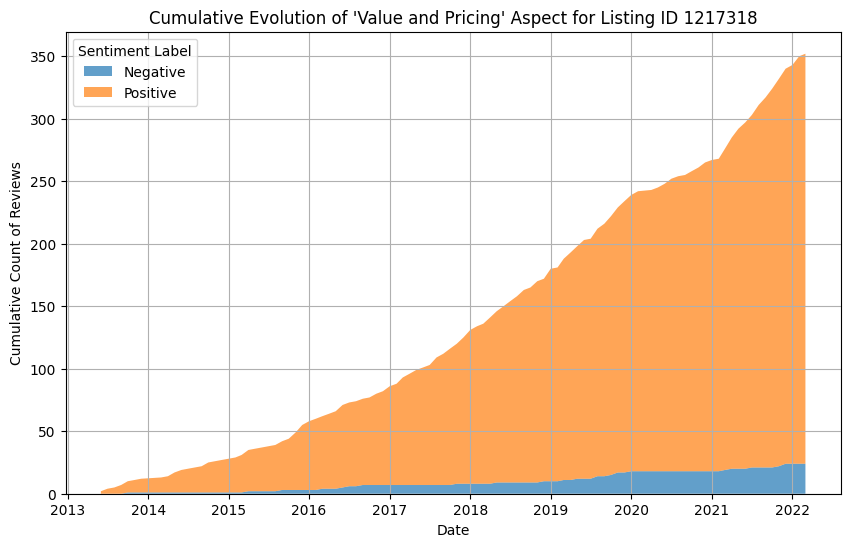 Cumulative Evolution of 'Value and Pricing' Aspect for Listing ID 1217318
Sentiment Label
Negative
Positive
Cumulative Count of Reviews
350
300
250
200
150
100
50
0
2013 2014 2015 2016 2017 2018 2019 2020 2021 2022
Date